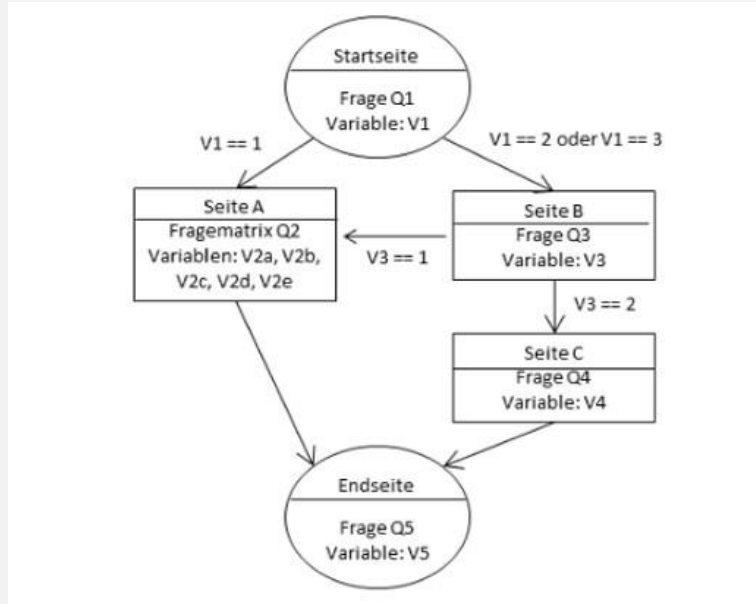 Startseite
Frage Q1
Variable: V1
V1 == 1
V1 == 2 oder V1 == 3
Seite A
Fragematrix Q2
Variablen: V2a, V2b,
V2c, V2d, V2e
Seite B
Frage Q3
Variable: V3
V3 == 1
V3 == 2
Seite C
Frage Q4
Variable: V4
Endseite
Frage Q5
Variable: V5